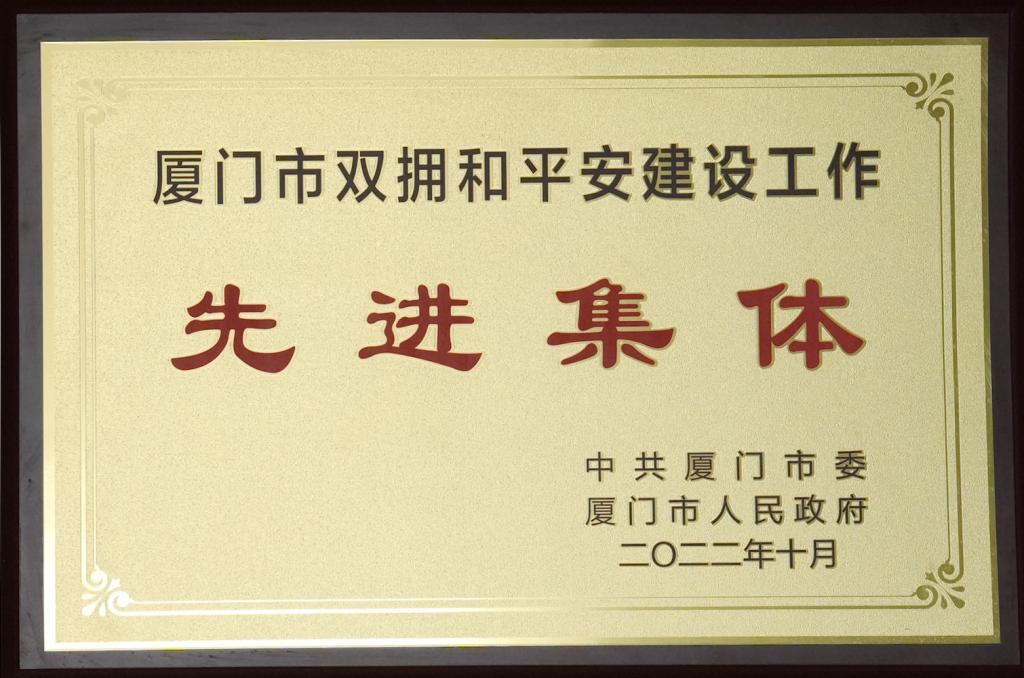 厦门市双拥和平安建设工作
先进集体
中共厦门市委
厦门市人民政府
二〇二二年十月